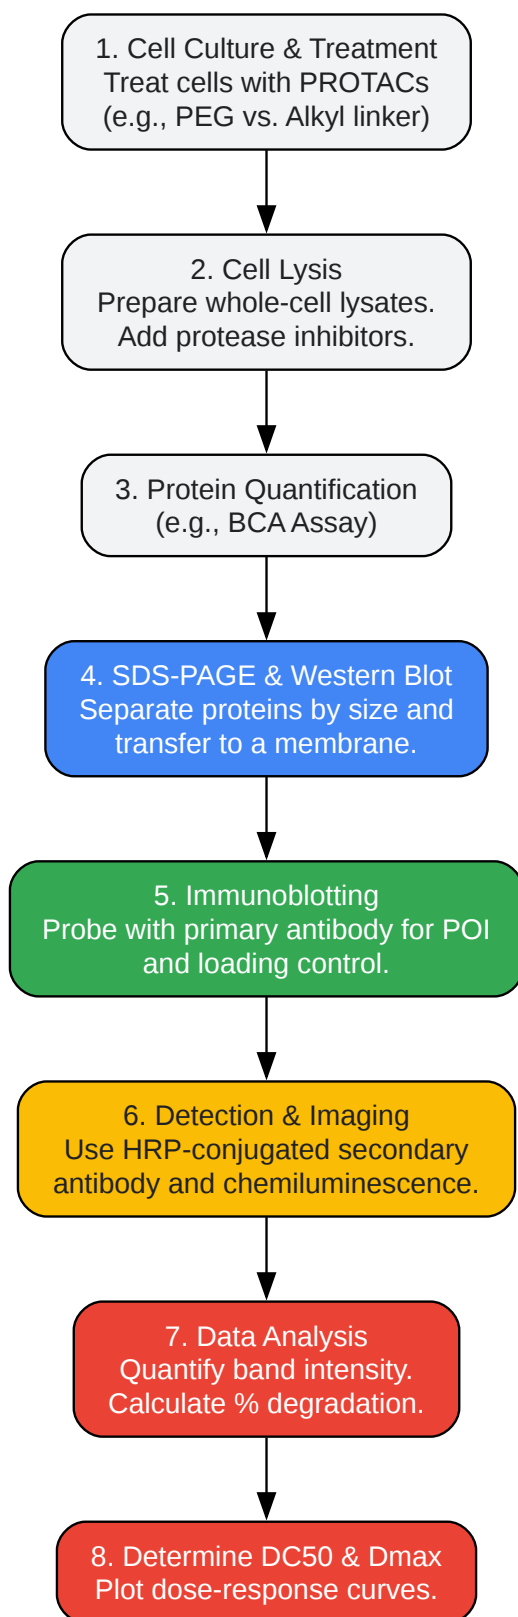 1. Cell Culture & Treatment
Treat cells with PROTACs
(e.g., PEG vs. Alkyl linker)
2. Cell Lysis
Prepare whole-cell lysates.
Add protease inhibitors.
3. Protein Quantification
(e.g., BCA Assay)
4. SDS-PAGE & Western Blot
Separate proteins by size and
transfer to a membrane.
5. Immunoblotting
Probe with primary antibody for POI
and loading control.
6. Detection & Imaging
Use HRP-conjugated secondary
antibody and chemiluminescence.
7. Data Analysis
Quantify band intensity.
Calculate % degradation.
8. Determine DC50 & Dmax
Plot dose-response curves.